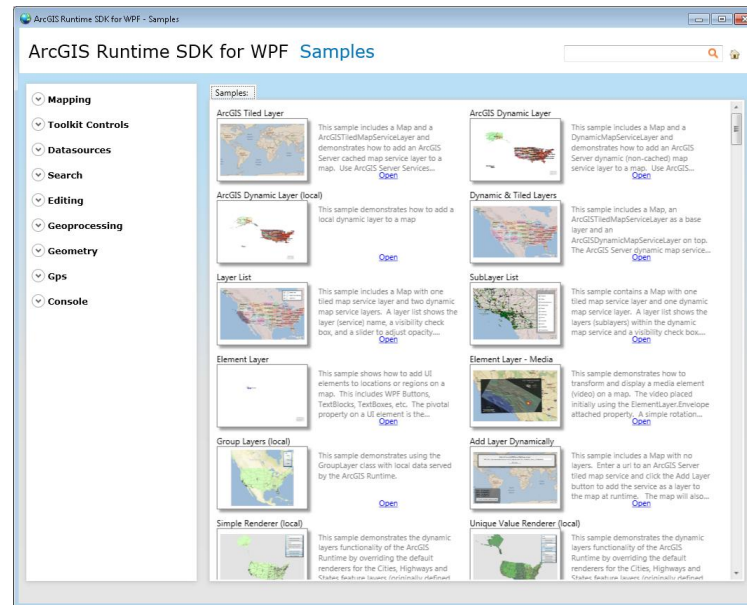 ArcGIS Runtime SDK for WPF - Samples
ArcGIS Runtime SDK for WPF Samples
Mapping
Toolkit Controls
Datasources
Search
Editing
Geoprocessing
Geometry
Gps
Console
Samples:
ArcGIS Tiled Layer
This sample includes a Map and a
ArcGISTiledMapServiceLayer and
demonstrates how to add an ArcGIS
Server cached map service layer to a
map. Use ArcGIS Server Services...
Open
ArcGIS Dynamic Layer
This sample includes a Map and a
DynamicMapServiceLayer and
demonstrates how to add an ArcGIS
Server dynamic (non-cached) map
service layer to a map. Use ArcGIS...
Open
ArcGIS Dynamic Layer (local)
This sample demonstrates how to add a
local dynamic layer to a map
Open
Dynamic & Tiled Layers
This sample includes a Map, an
ArcGISTiledMapServiceLayer as a base
layer and an
ArcGISDynamicMapServiceLayer on top.
The ArcGIS Server dynamic map service...
Open
Layer List
This sample includes a Map with one
tiled map service layer and two dynamic
map service layers. A layer list shows the
layer (service) name, a visibility check
box, and a slider to adjust opacity....
Open
SubLayer List
This sample contains a Map with one
tiled map service layer and one dynamic
map service layer. A layer list shows the
layers (sublayers) within the dynamic
map service and a visibility check box....
Open
Element Layer
This sample shows how to add UI
elements to locations or regions on a
map. This includes WPF Buttons,
TextBlocks, TextBoxes, etc. The pivotal
property on a UI element is the...
Open
Element Layer - Media
This sample demonstrates how to
transform and display a media element
(video) on a map. The video placed
initially using the ElementLayer.Envelope
attached property. A simple rotation...
Open
Group Layers (local)
This sample demonstrates using the
GroupLayer class with local data served
by the ArcGIS Runtime.
Open
Add Layer Dynamically
This sample includes a Map with no
layers. Enter a url to an ArcGIS Server
tiled map service and click the Add Layer
button to add the service as a layer to
the map at runtime. The map will also...
Open
Simple Renderer (local)
This sample demonstrates the dynamic
layers functionality of the ArcGIS
Runtime by overriding the default
renderers for the Cities, Highways and
States feature layers (originally defined
Unique Value Renderer (local)
This sample demonstrates the dynamic
layers functionality of the ArcGIS
Runtime by overriding the default
renderers for the Cities, Highways and
States feature layers (originally defined